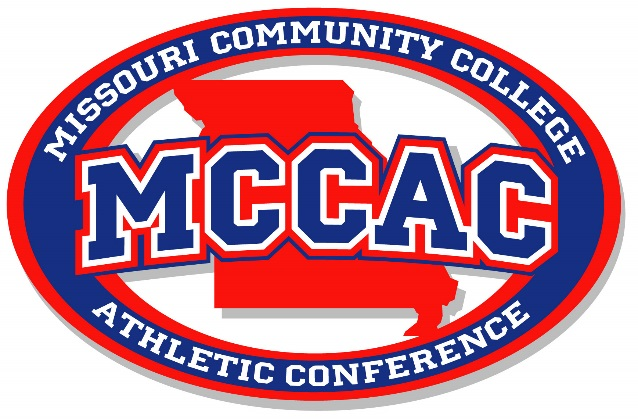 MISSOURI COMMUNITY COLLEGE
MCCAC
ATHLETIC CONFERENCE